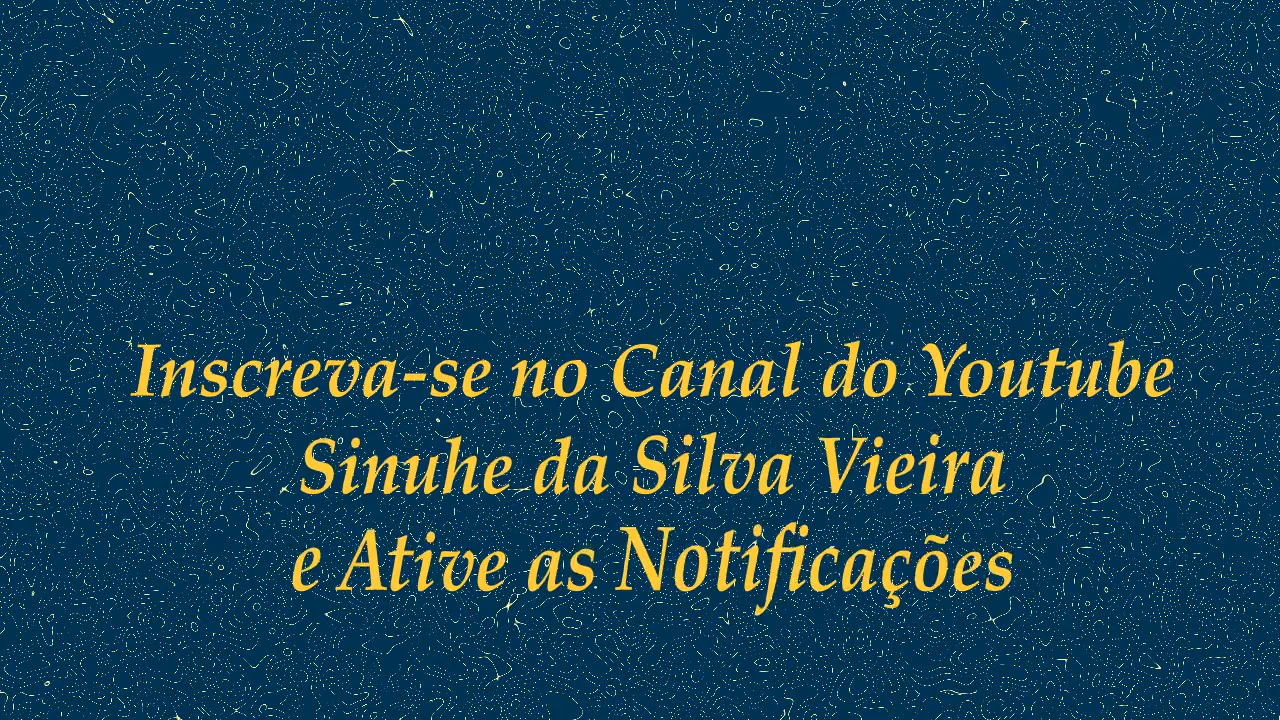 Inscreva-se no Canal do Youtube
Sinuhe da Silva Vieira
e Ative as Notificações